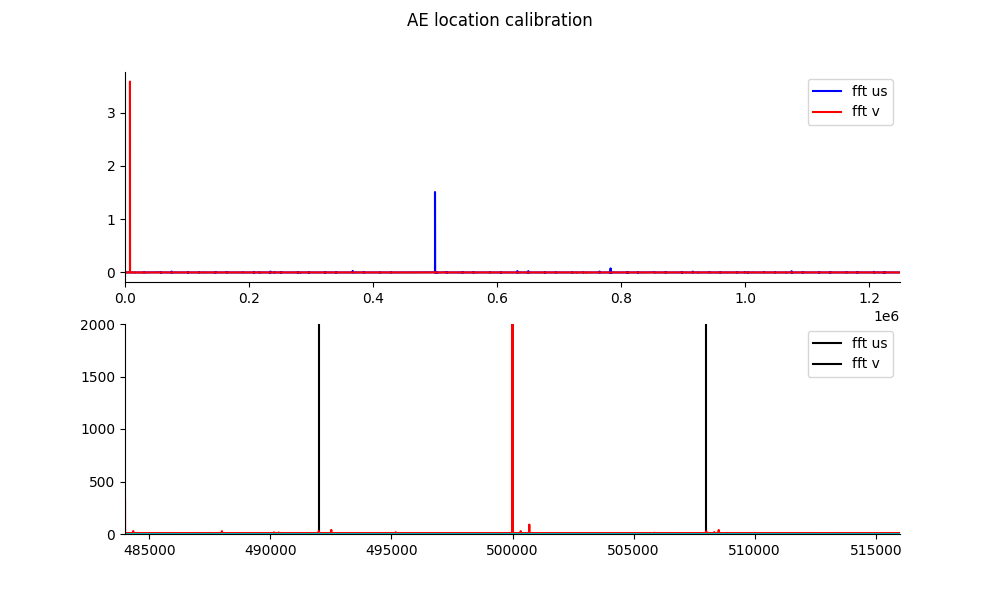 AE location calibration
fft us
fft v
3
2
1
0
0.0 0.2 0.4 0.6 0.8 1.0 1.2
1e6
fft us
fft v
2000
1500
1000
500
0
485000 490000 495000 500000 505000 510000 515000